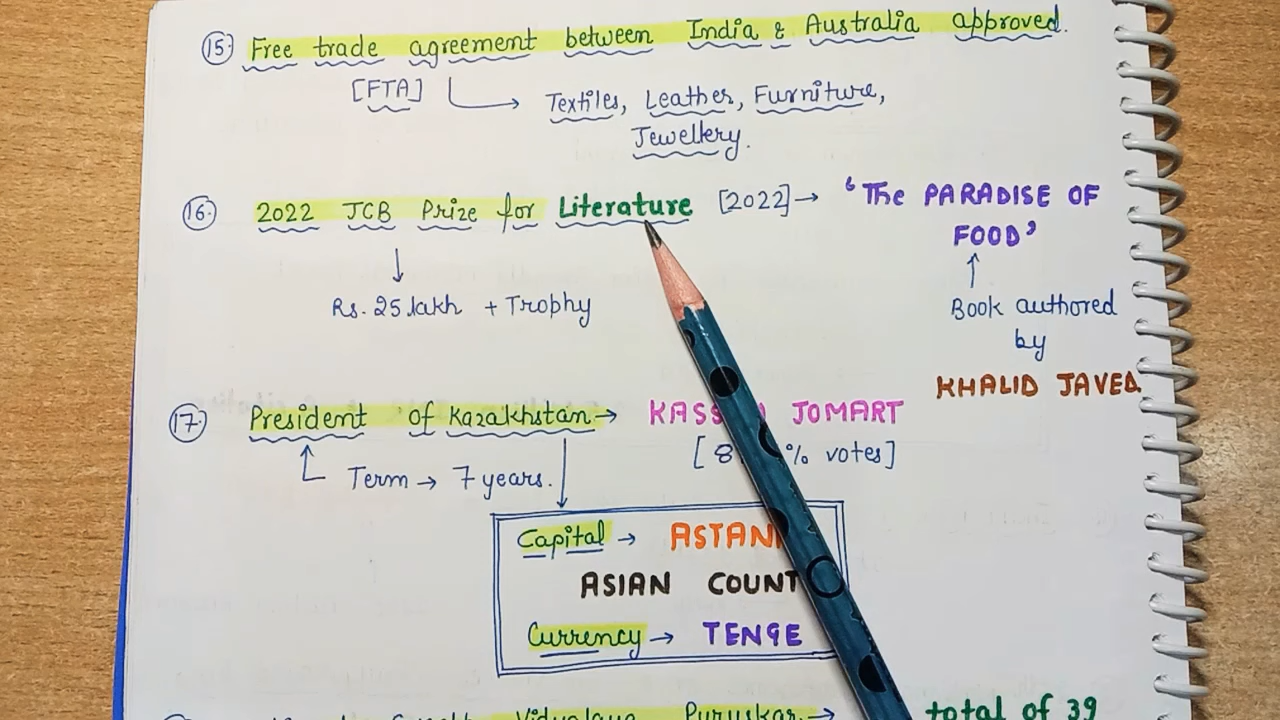 15. Free trade agreement between India & Australia approved.
[FTA] → Textiles, Leather, Furniture,
Jewellery.
16. 2022 JCB Prize for Literature [2022] → 'The PARADISE OF
FOOD'
Rs. 25 lakh + Trophy
Book authored
by
KHALID JAVED
17. President of Kazakhstan → JOMART
Term → 7 years.
% votes]
Capital →
ASIAN
Currency → TENGE
Puruskar → total of 39